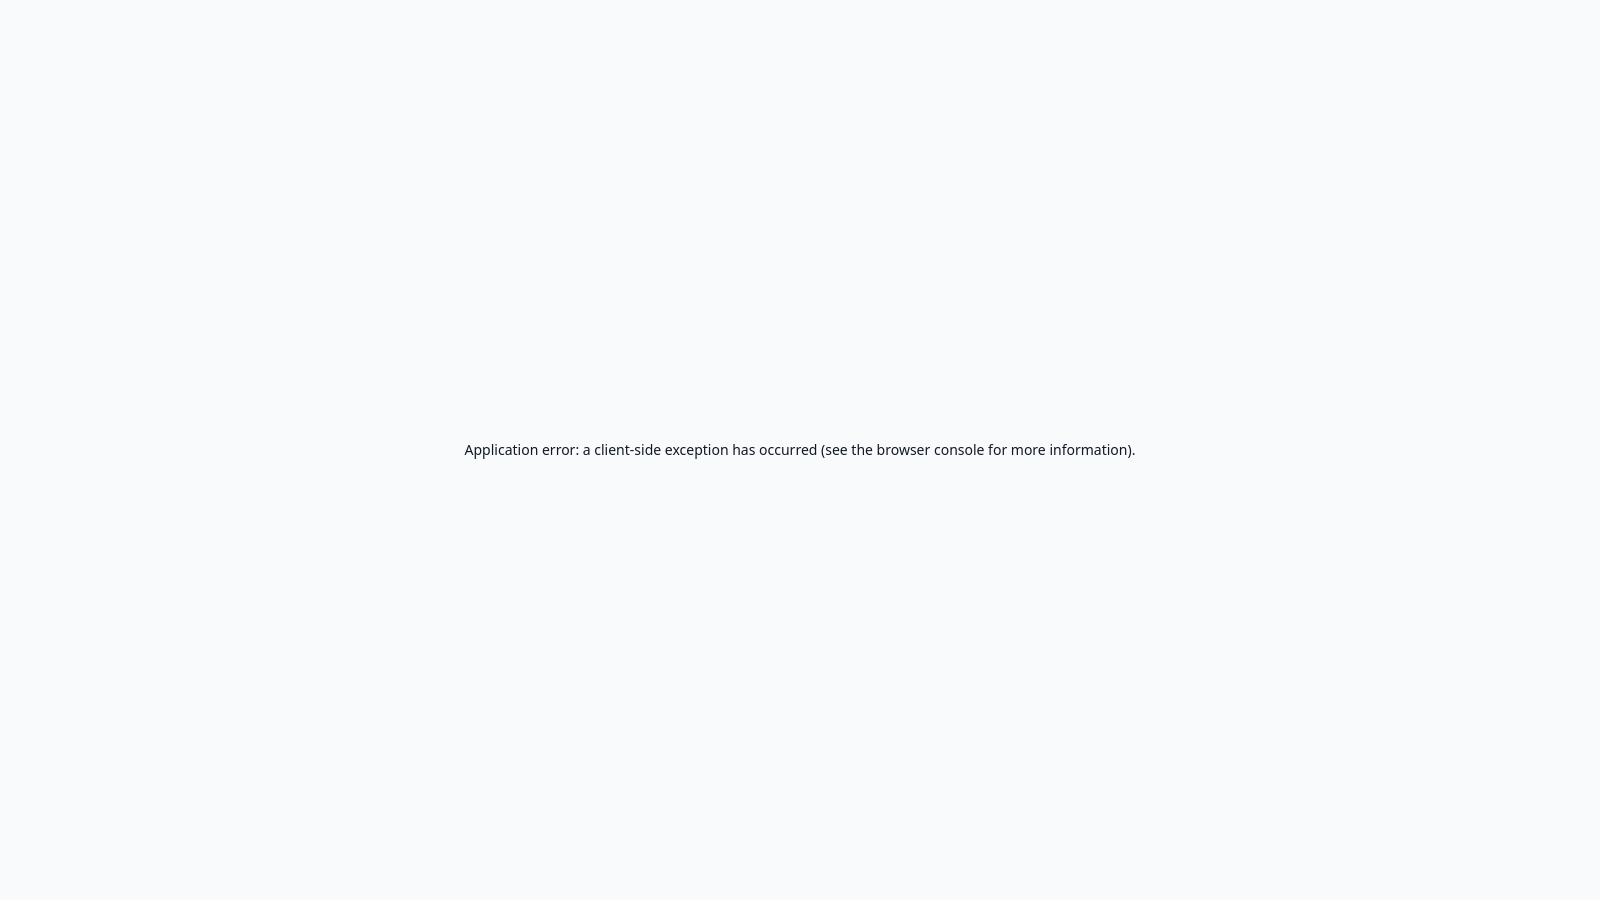 Application error: a client-side exception has occurred (see the browser console for more information).